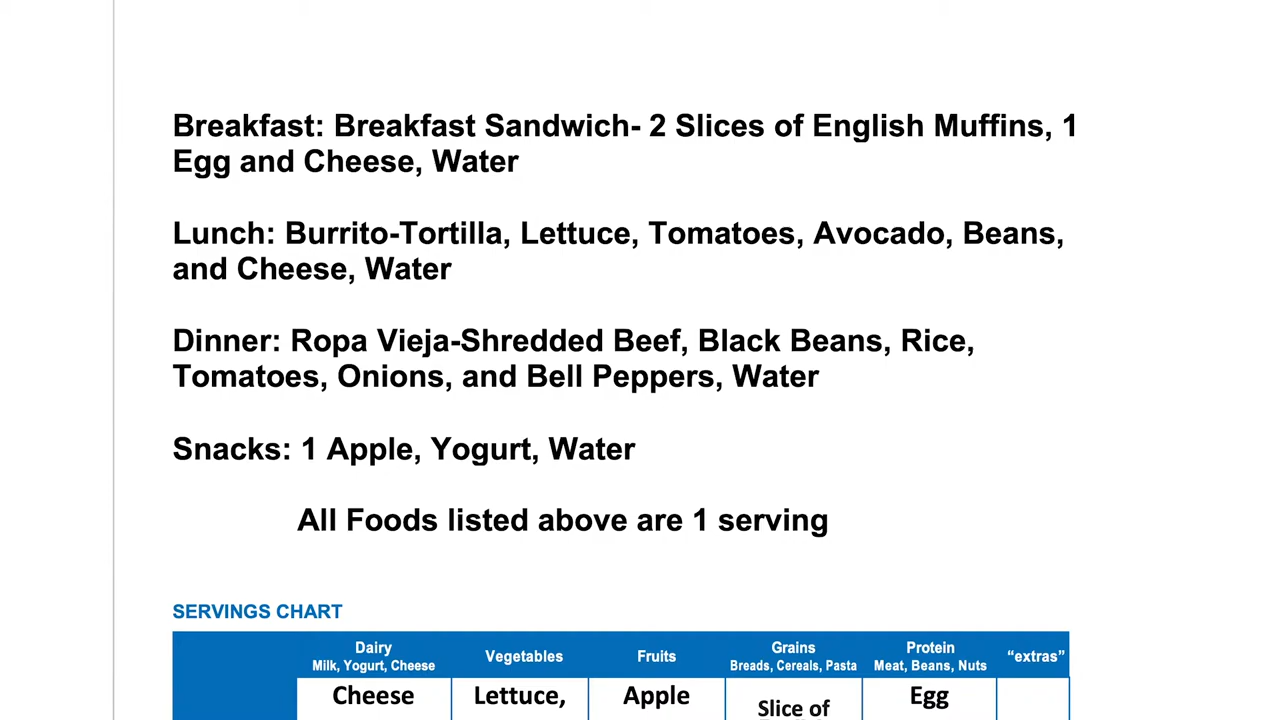 Breakfast: Breakfast Sandwich- 2 Slices of English Muffins, 1
Egg and Cheese, Water
Lunch: Burrito-Tortilla, Lettuce, Tomatoes, Avocado, Beans,
and Cheese, Water
Dinner: Ropa Vieja-Shredded Beef, Black Beans, Rice,
Tomatoes, Onions, and Bell Peppers, Water
Snacks: 1 Apple, Yogurt, Water
All Foods listed above are 1 serving
SERVINGS CHART
Dairy
Milk, Yogurt, Cheese
Vegetables
Fruits
Grains
Breads, Cereals, Pasta
Protein
Meat, Beans, Nuts
“extras”
Cheese
Lettuce,
Apple
Slice of
Egg